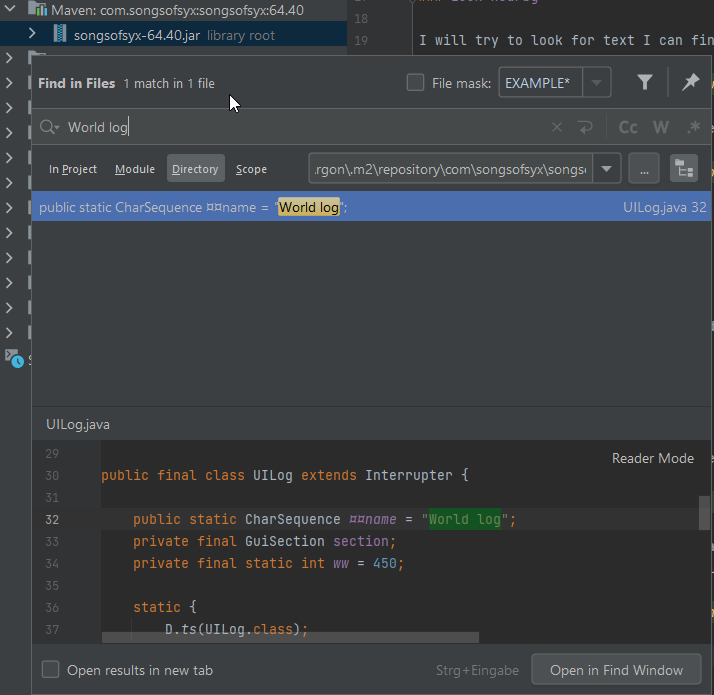 Maven: com.songsofsyx:songsofsyx:64.40
songsofsyx-64.40.jar library root
18
19 I will try to look for text I can fin
Find in Files 1 match in 1 file
File mask: EXAMPLE*
World log
Cc W .*
In Project Module Directory Scope
.rgon\.m2\repository\com\songsofsyx\songs
...
public static CharSequence ¤¤name = "World log";
UILog.java 32
UILog.java
Reader Mode
29
30 public final class UILog extends Interrupter {
31
32 public static CharSequence ¤¤name = "World log";
33 private final GuiSection section;
34 private final static int ww = 450;
35
36 static {
37 D.ts(UILog.class);
Open results in new tab
Strg+Eingabe
Open in Find Window